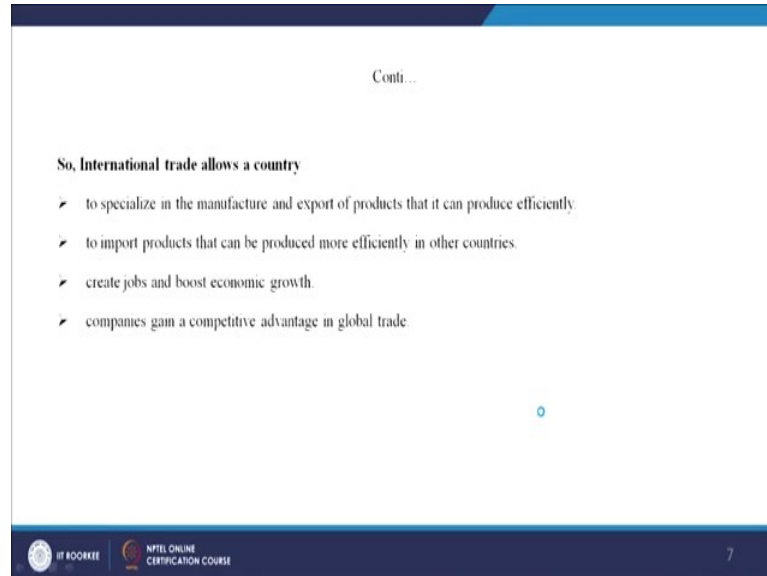 Conti...
So, International trade allows a country
➢ to specialize in the manufacture and export of products that it can produce efficiently.
➢ to import products that can be produced more efficiently in other countries.
➢ create jobs and boost economic growth.
➢ companies gain a competitive advantage in global trade.
IIT ROORKEE
NPTEL ONLINE
CERTIFICATION COURSE
7